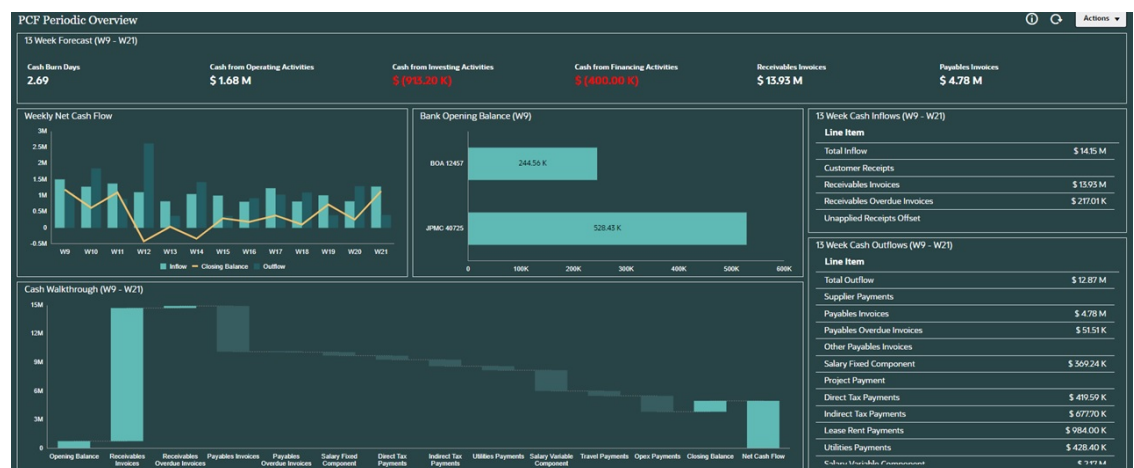 PCF Periodic Overview
Actions
13 Week Forecast (W9 - W21)
Cash Burn Days
2.69
Cash from Operating Activities
$ 1.68 M
Cash from Investing Activities
$ (913.20 K)
Cash from Financing Activities
$ (400.00 K)
Receivables Invoices
$ 13.93 M
Payables Invoices
$ 4.78 M
Weekly Net Cash Flow
3M
2.5M
2M
1.5M
1M
0.5M
0
-0.5M
W9 W10 W11 W12 W13 W14 W15 W16 W17 W18 W19 W20 W21
Inflow Closing Balance Outflow
Bank Opening Balance (W9)
BOA 12457
244.56 K
JPMC 40725
528.43 K
0 100K 200K 300K 400K 500K 600K
13 Week Cash Inflows (W9 - W21)
Line Item
Total Inflow $ 14.15 M
Customer Receipts
Receivables Invoices $ 13.93 M
Receivables Overdue Invoices $ 217.01 K
Unapplied Receipts Offset
13 Week Cash Outflows (W9 - W21)
Line Item
Total Outflow $ 12.87 M
Supplier Payments
Payables Invoices $ 4.78 M
Payables Overdue Invoices $ 51.51 K
Other Payables Invoices
Salary Fixed Component $ 369.24 K
Project Payment
Direct Tax Payments $ 419.59 K
Indirect Tax Payments $ 677.70 K
Lease Rent Payments $ 984.00 K
Utilities Payments $ 428.40 K
Salary Variable Component $ 2.17 M
Cash Walkthrough (W9 - W21)
15M
12M
9M
6M
3M
0
Opening Balance
Receivables Invoices
Receivables Overdue Invoices
Payables Invoices
Payables Overdue Invoices
Salary Fixed Component
Direct Tax Payments
Indirect Tax Payments
Utilities Payments
Salary Variable Component
Travel Payments
Opex Payments
Closing Balance
Net Cash Flow